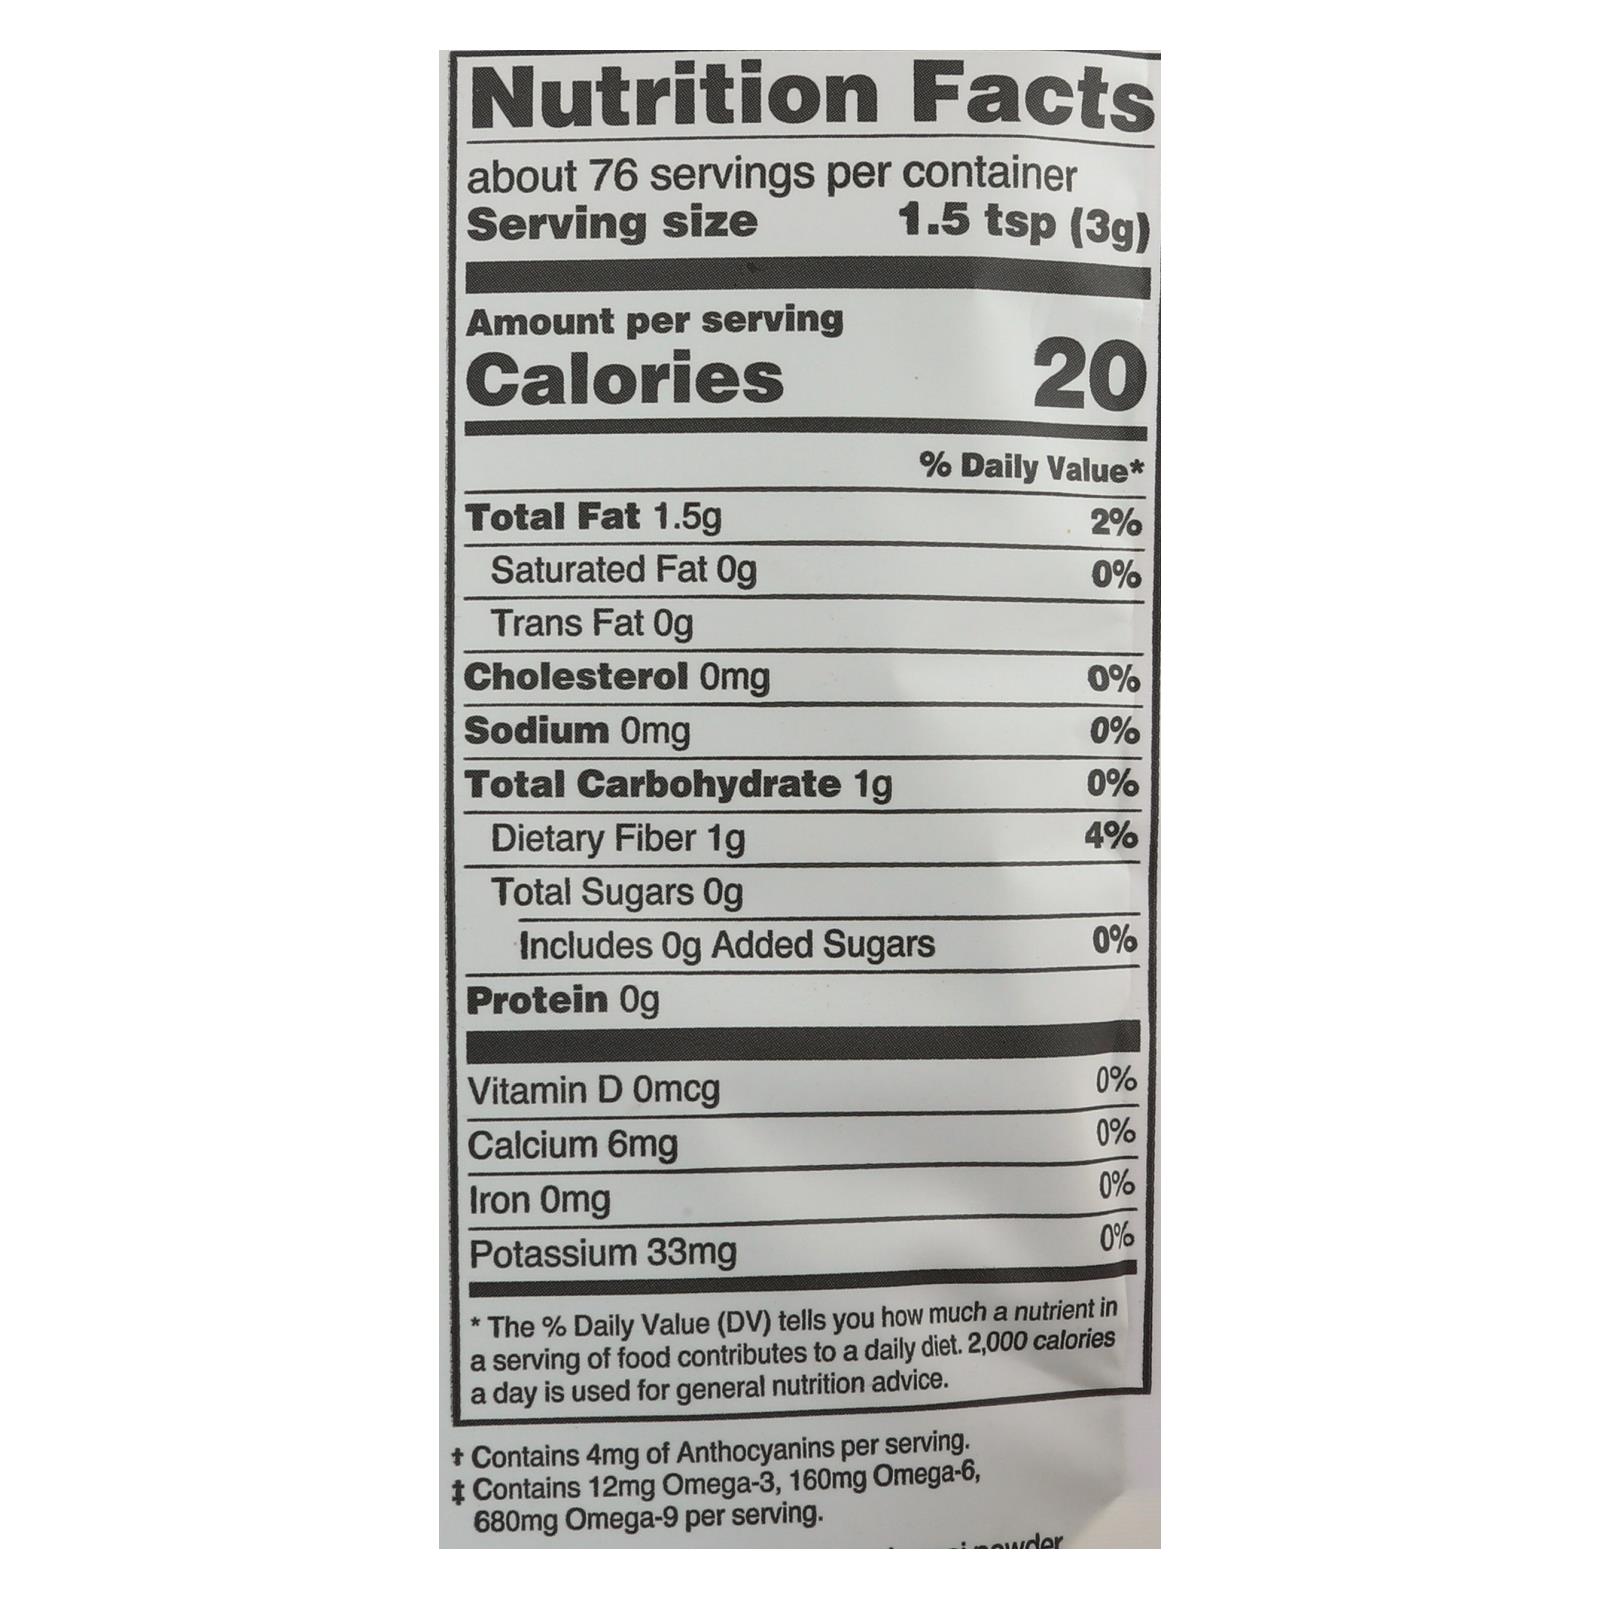 Nutrition Facts
about 76 servings per container
Serving size 1.5 tsp (3g)
Amount per serving
Calories 20
% Daily Value*
Total Fat 1.5g 2%
Saturated Fat 0g 0%
Trans Fat 0g
Cholesterol 0mg 0%
Sodium 0mg 0%
Total Carbohydrate 1g 0%
Dietary Fiber 1g 4%
Total Sugars 0g
Includes 0g Added Sugars 0%
Protein 0g
Vitamin D 0mcg 0%
Calcium 6mg 0%
Iron 0mg 0%
Potassium 33mg 0%
* The % Daily Value (DV) tells you how much a nutrient in
a serving of food contributes to a daily diet. 2,000 calories
a day is used for general nutrition advice.
† Contains 4mg of Anthocyanins per serving.
‡ Contains 12mg Omega-3, 160mg Omega-6,
680mg Omega-9 per serving.
powder